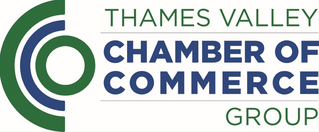 THAMES VALLEY
CHAMBER OF
COMMERCE
GROUP